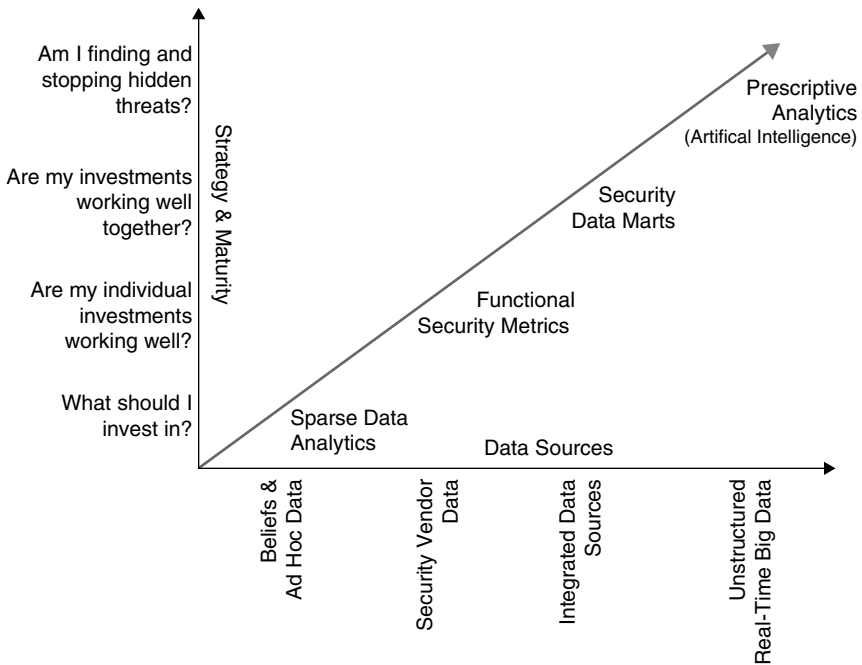 Am I finding and
stopping hidden
threats?
Are my investments
working well
together?
Are my individual
investments
working well?
What should I
invest in?
Strategy & Maturity
Prescriptive
Analytics
(Artifical Intelligence)
Security
Data Marts
Functional
Security Metrics
Sparse Data
Analytics
Data Sources
Beliefs &
Ad Hoc Data
Security Vendor
Data
Integrated Data
Sources
Unstructured
Real-Time Big Data